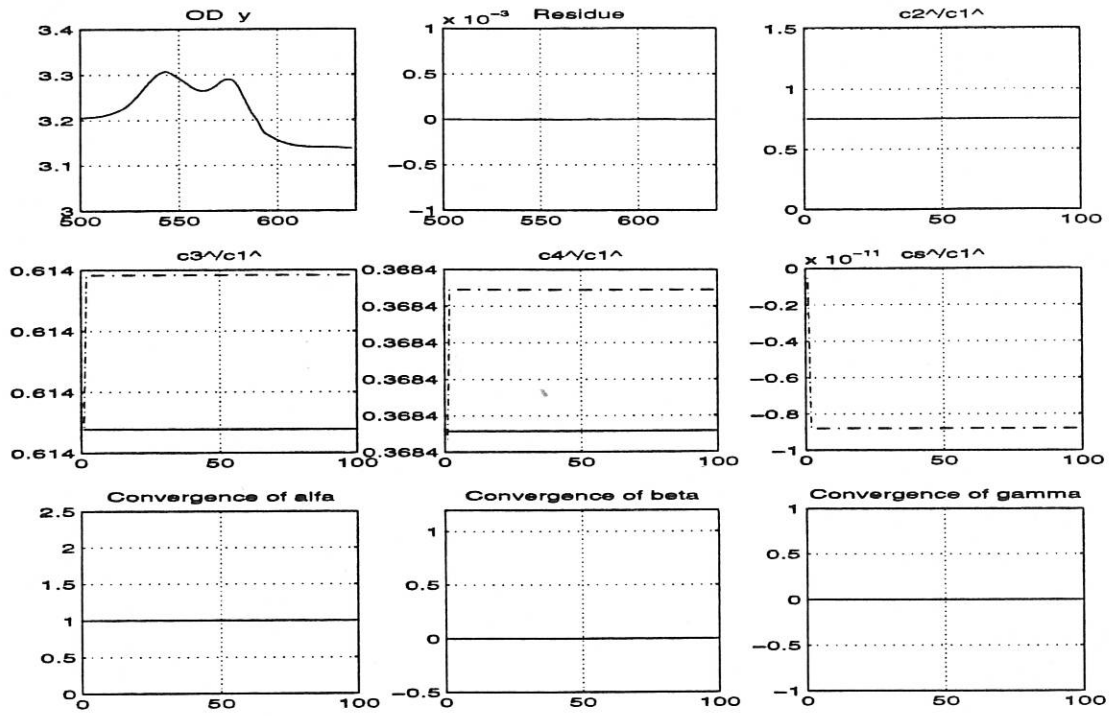 OD y
3.4
3.3
3.2
3.1
3
500 550 600
× 10⁻³ Residue
1
0.5
0
−0.5
−1
500 550 600
c2^/c1^
1.5
1
0.5
0
0 50 100
c3^/c1^
0.614
0.614
0.614
0.614
0 50 100
c4^/c1^
0.3684
0.3684
0.3684
0.3684
0.3684
0.3684
0 50 100
cs^/c1^
× 10⁻¹¹
0
−0.2
−0.4
−0.6
−0.8
−1
0 50 100
Convergence of alfa
2.5
2
1.5
1
0.5
0
0 50 100
Convergence of beta
1
0.5
0
−0.5
0 50 100
Convergence of gamma
1
0.5
0
−0.5
−1
0 50 100